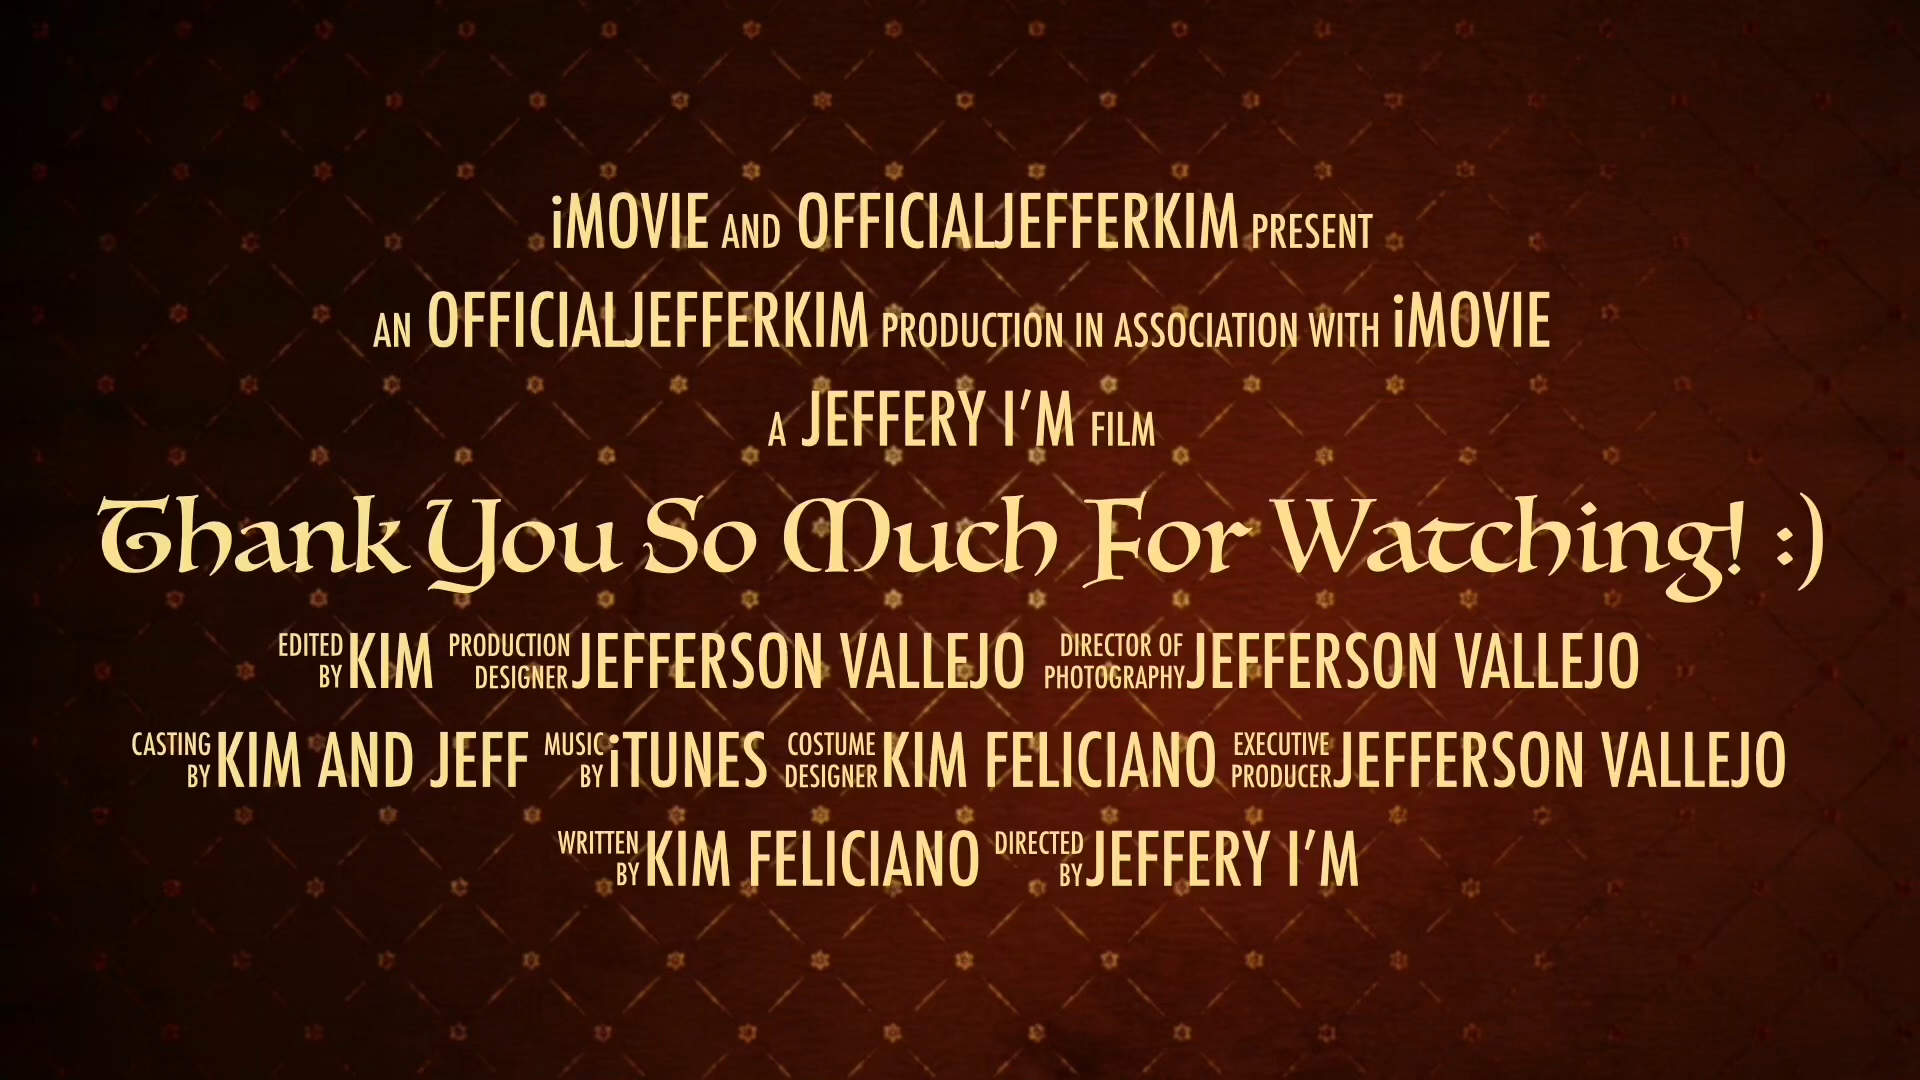 iMOVIE AND OFFICIALJEFFERKIM PRESENT
AN OFFICIALJEFFERKIM PRODUCTION IN ASSOCIATION WITH iMOVIE
A JEFFERY I'M FILM
Thank You So Much For Watching! :)
EDITED BY KIM PRODUCTION DESIGNER JEFFERSON VALLEJO DIRECTOR OF PHOTOGRAPHY JEFFERSON VALLEJO
CASTING BY KIM AND JEFF MUSIC BY iTUNES COSTUME DESIGNER KIM FELICIANO EXECUTIVE PRODUCER JEFFERSON VALLEJO
WRITTEN BY KIM FELICIANO DIRECTED BY JEFFERY I'M